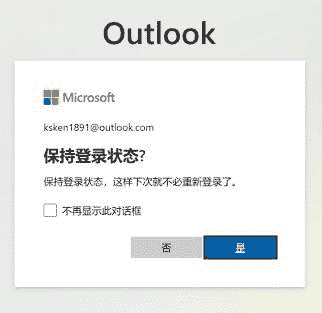 Outlook
Microsoft
ksken1891@outlook.com
保持登录状态?
保持登录状态，这样下次就不必重新登录了。
不再显示此对话框
否
是